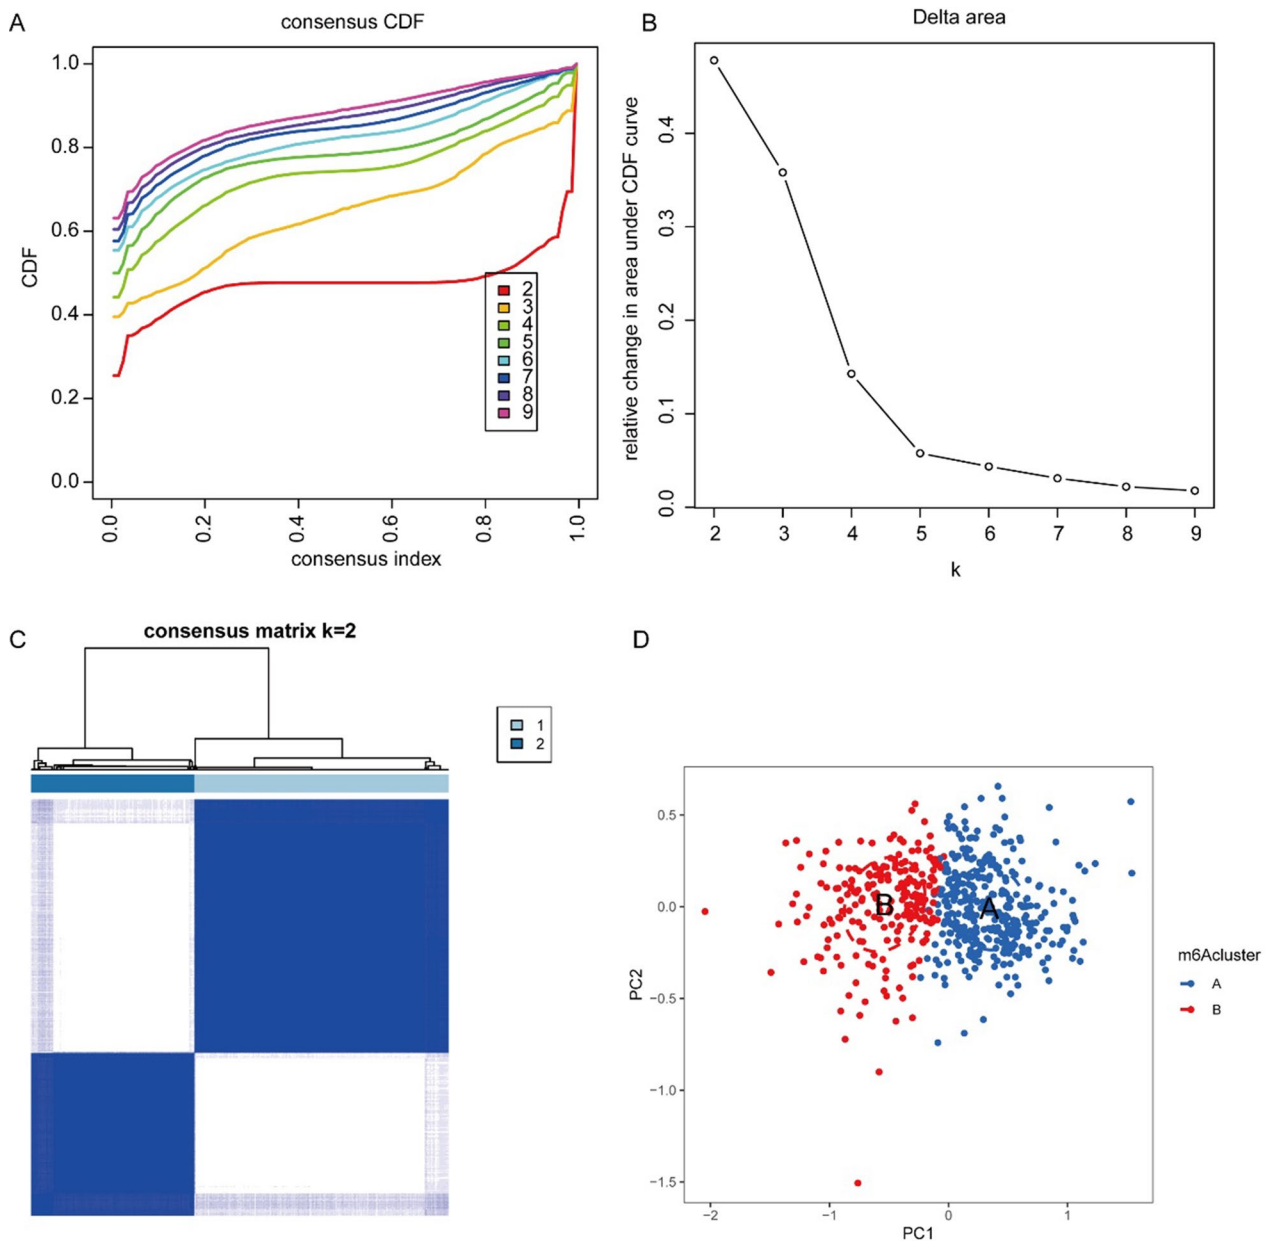 A
consensus CDF
CDF
1.0
0.8
0.6
0.4
0.2
0.0
2
3
4
5
6
7
8
9
0.0 0.2 0.4 0.6 0.8 1.0
consensus index
B
Delta area
relative change in area under CDF curve
0.4
0.3
0.2
0.1
0.0
2 3 4 5 6 7 8 9
k
C
consensus matrix k=2
1
2
D
PC2
0.5
0.0
−0.5
−1.0
−1.5
B A
−2 −1 0 1
PC1
m6Acluster
A
B